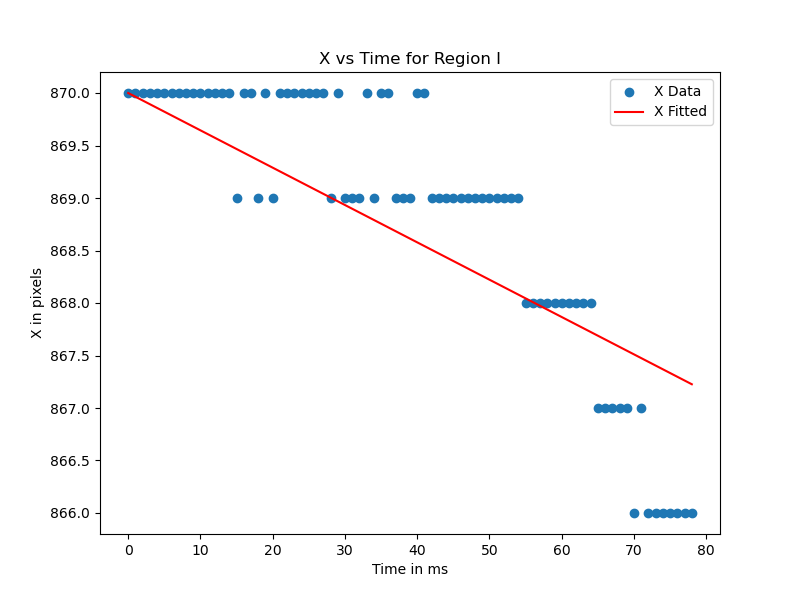 X vs Time for Region I
X Data
X Fitted
870.0
869.5
869.0
868.5
868.0
867.5
867.0
866.5
866.0
X in pixels
0 10 20 30 40 50 60 70 80
Time in ms